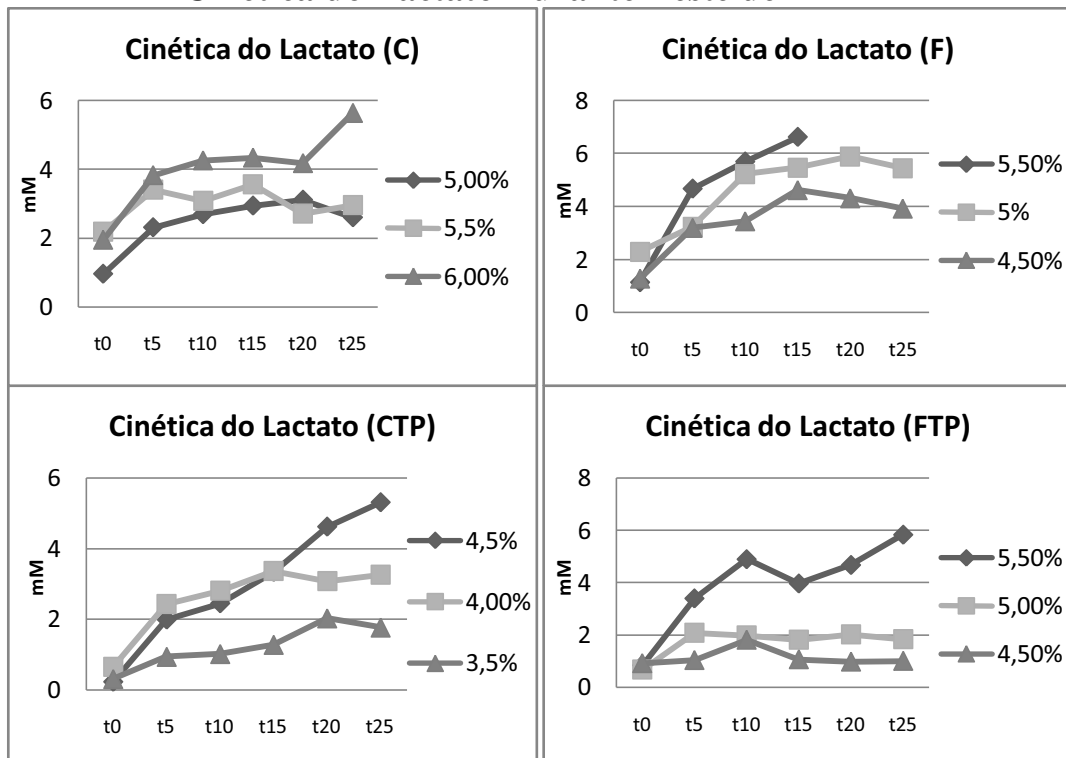 Cinética do Lactato (C)
6
4
2
0
mM
t0 t5 t10 t15 t20 t25
5,00%
5,5%
6,00%
Cinética do Lactato (F)
8
6
4
2
0
mM
t0 t5 t10 t15 t20 t25
5,50%
5%
4,50%
Cinética do Lactato (CTP)
6
4
2
0
mM
t0 t5 t10 t15 t20 t25
4,5%
4,00%
3,5%
Cinética do Lactato (FTP)
8
6
4
2
0
mM
t0 t5 t10 t15 t20 t25
5,50%
5,00%
4,50%